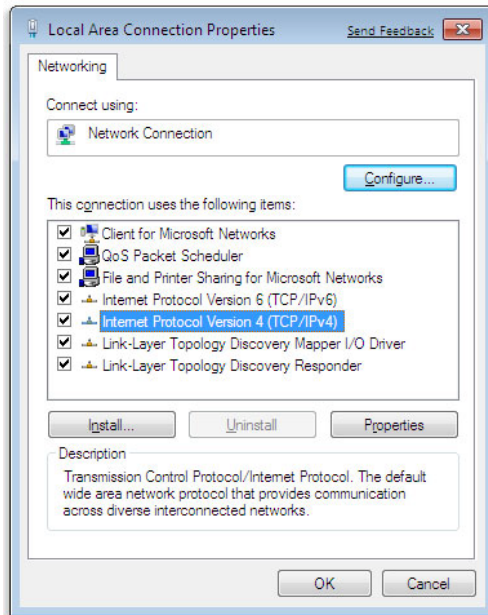 Local Area Connection Properties
Send Feedback
Networking
Connect using:
Network Connection
Configure...
This connection uses the following items:
Client for Microsoft Networks
QoS Packet Scheduler
File and Printer Sharing for Microsoft Networks
Internet Protocol Version 6 (TCP/IPv6)
Internet Protocol Version 4 (TCP/IPv4)
Link-Layer Topology Discovery Mapper I/O Driver
Link-Layer Topology Discovery Responder
Install...
Uninstall
Properties
Description
Transmission Control Protocol/Internet Protocol. The default
wide area network protocol that provides communication
across diverse interconnected networks.
OK
Cancel